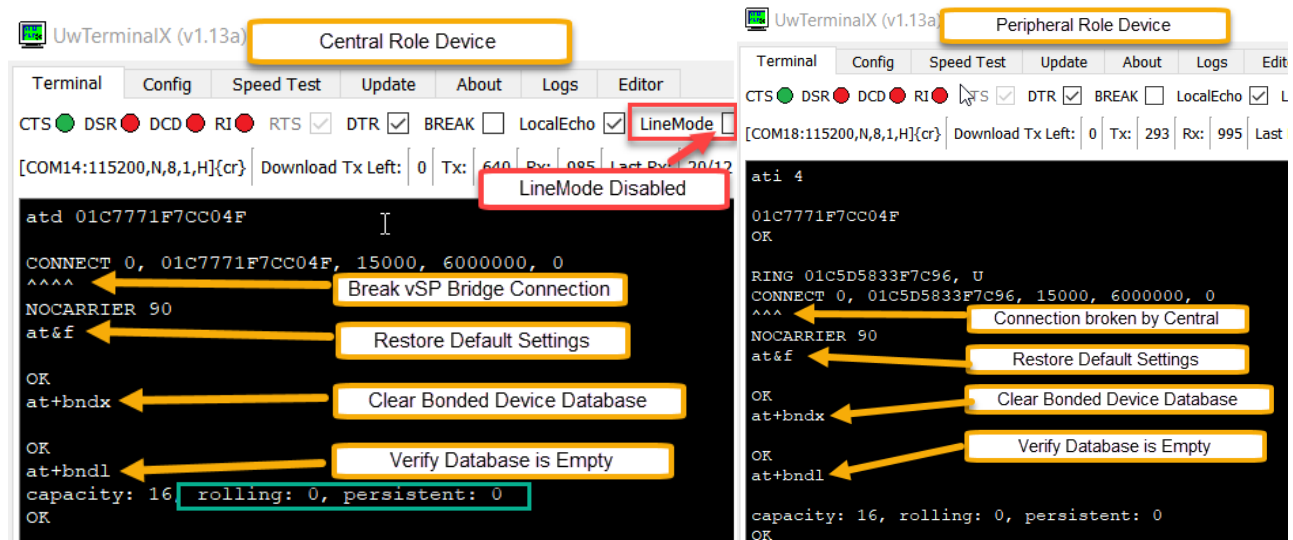 UwTerminalX (v1.13a)
Central Role Device
Terminal Config Speed Test Update About Logs Editor
CTS DSR DCD RI RTS DTR BREAK LocalEcho LineMode
[COM14:115200,N,8,1,H]{cr} Download Tx Left: 0 Tx: 640 Rx: 985 Last Rx: 20/12
LineMode Disabled
atd 01C7771F7CC04F
CONNECT 0, 01C7771F7CC04F, 15000, 6000000, 0
^^^^
Break vSP Bridge Connection
NOCARRIER 90
at&f
Restore Default Settings
OK
at+bndx
Clear Bonded Device Database
OK
at+bndl
Verify Database is Empty
capacity: 16, rolling: 0, persistent: 0
OK
UwTerminalX (v1.13a)
Peripheral Role Device
Terminal Config Speed Test Update About Logs
CTS DSR DCD RI RTS DTR BREAK LocalEcho
[COM18:115200,N,8,1,H]{cr} Download Tx Left: 0 Tx: 293 Rx: 995 Last
ati 4
01C7771F7CC04F
OK
RING 01C5D5833F7C96, U
CONNECT 0, 01C5D5833F7C96, 15000, 6000000, 0
^^^
Connection broken by Central
NOCARRIER 90
at&f
Restore Default Settings
OK
at+bndx
Clear Bonded Device Database
OK
at+bndl
Verify Database is Empty
capacity: 16, rolling: 0, persistent: 0
OK